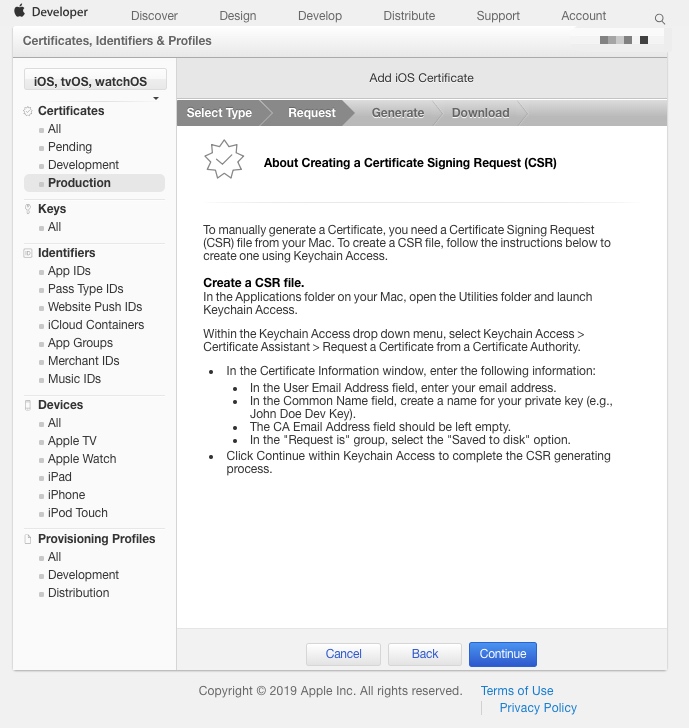 Developer
Discover
Design
Develop
Distribute
Support
Account
Certificates, Identifiers & Profiles
iOS, tvOS, watchOS
Certificates
All
Pending
Development
Production
Keys
All
Identifiers
App IDs
Pass Type IDs
Website Push IDs
iCloud Containers
App Groups
Merchant IDs
Music IDs
Devices
All
Apple TV
Apple Watch
iPad
iPhone
iPod Touch
Provisioning Profiles
All
Development
Distribution
Add iOS Certificate
Select Type
Request
Generate
Download
About Creating a Certificate Signing Request (CSR)
To manually generate a Certificate, you need a Certificate Signing Request
(CSR) file from your Mac. To create a CSR file, follow the instructions below to
create one using Keychain Access.
Create a CSR file.
In the Applications folder on your Mac, open the Utilities folder and launch
Keychain Access.
Within the Keychain Access drop down menu, select Keychain Access >
Certificate Assistant > Request a Certificate from a Certificate Authority.
• In the Certificate Information window, enter the following information:
• In the User Email Address field, enter your email address.
• In the Common Name field, create a name for your private key (e.g.,
John Doe Dev Key).
• The CA Email Address field should be left empty.
• In the "Request is" group, select the "Saved to disk" option.
• Click Continue within Keychain Access to complete the CSR generating
process.
Cancel
Back
Continue
Copyright © 2019 Apple Inc. All rights reserved.
Terms of Use
Privacy Policy